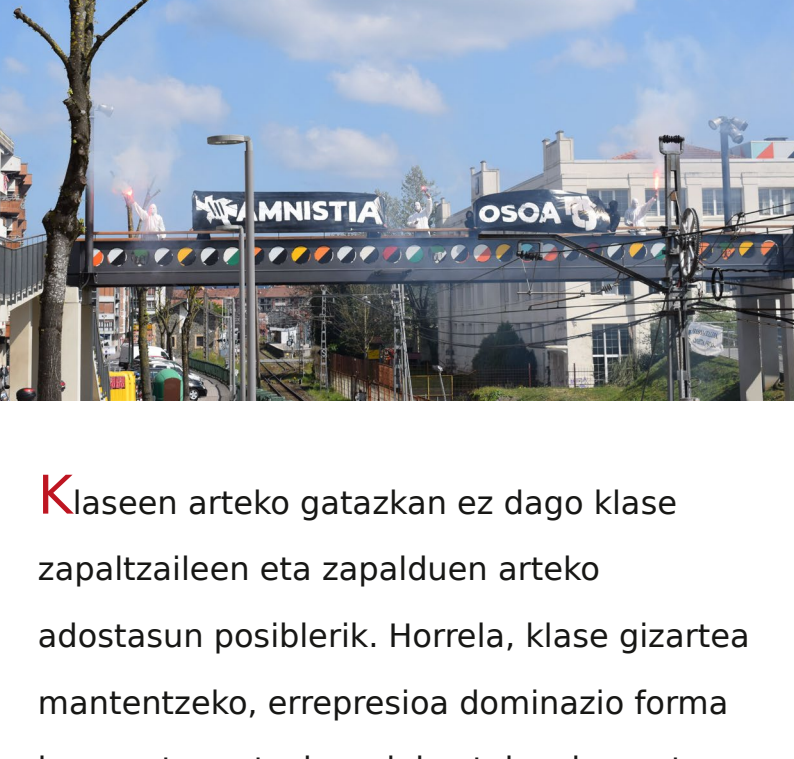 AMNISTIA
OSOA
Klaseen arteko gatazkan ez dago klase
zapaltzaileen eta zapalduen arteko
adostasun posiblerik. Horrela, klase gizartea
mantentzeko, errepresioa dominazio forma